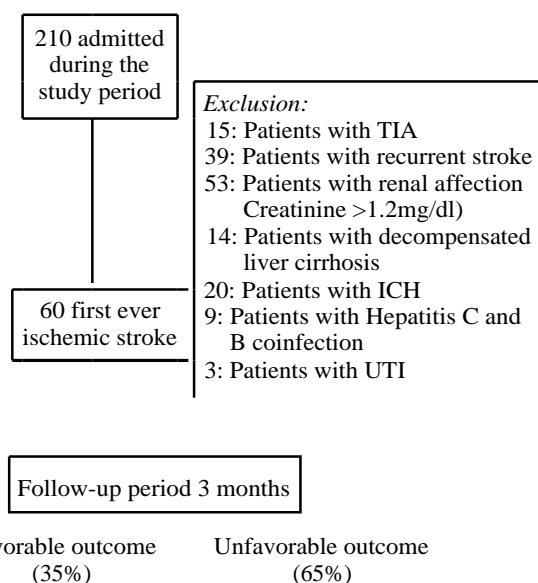 210 admitted
during the
study period
Exclusion:
15: Patients with TIA
39: Patients with recurrent stroke
53: Patients with renal affection
Creatinine >1.2mg/dl)
14: Patients with decompensated
liver cirrhosis
20: Patients with ICH
9: Patients with Hepatitis C and
B coinfection
3: Patients with UTI
60 first ever
ischemic stroke
Follow-up period 3 months
vorable outcome
(35%)
Unfavorable outcome
(65%)